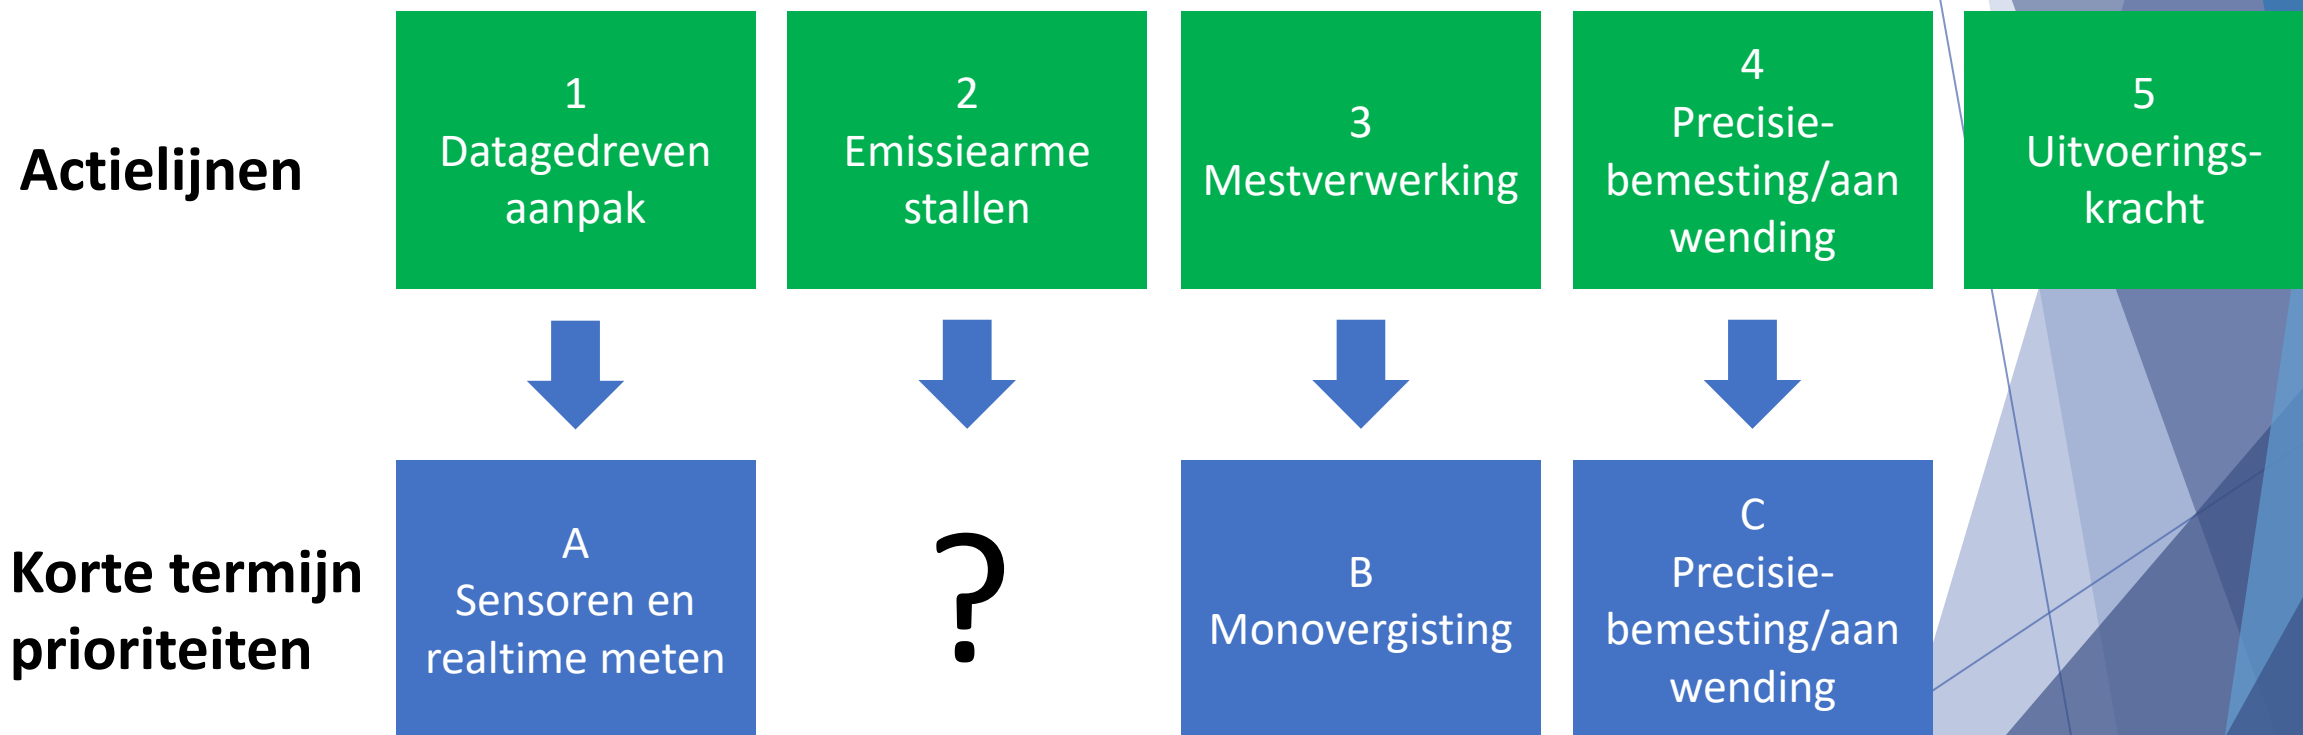 Actielijnen
1
Datagedreven
aanpak
2
Emissiearme
stallen
3
Mestverwerking
4
Precisie-
bemesting/aan
wending
5
Uitvoerings-
kracht
Korte termijn
prioriteiten
A
Sensoren en
realtime meten
?
B
Monovergisting
C
Precisie-
bemesting/aan
wending